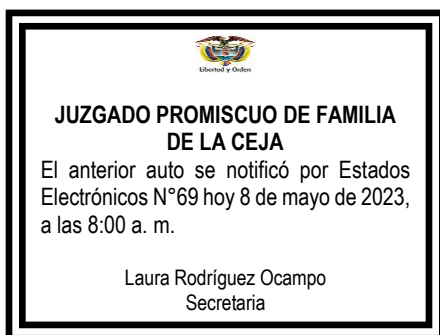 Libertad y Orden
JUZGADO PROMISCUO DE FAMILIA
DE LA CEJA
El anterior auto se notificó por Estados
Electrónicos N°69 hoy 8 de mayo de 2023,
a las 8:00 a. m.
Laura Rodríguez Ocampo
Secretaria